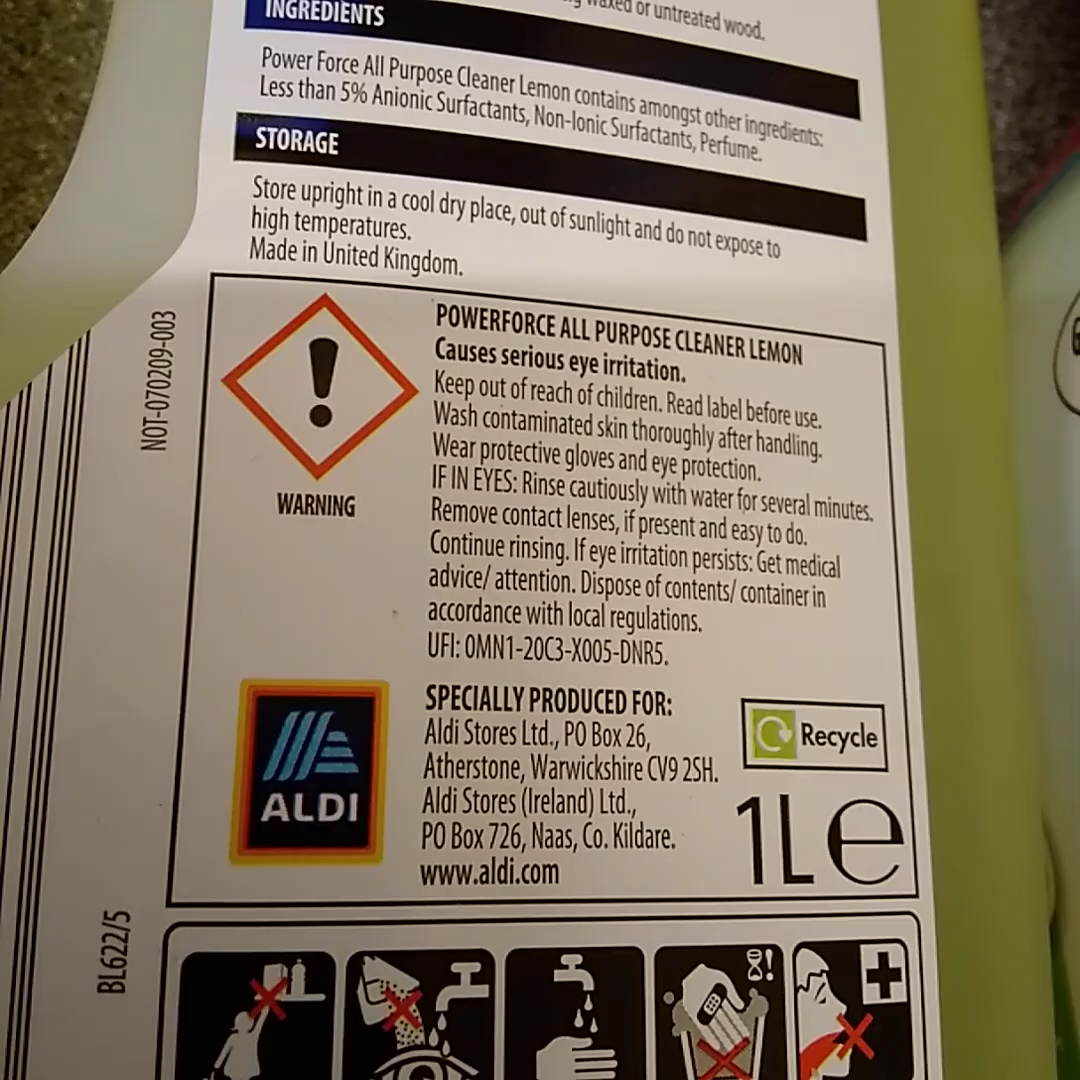 waxed or untreated wood.
INGREDIENTS
Power Force All Purpose Cleaner Lemon contains amongst other ingredients:
Less than 5% Anionic Surfactants, Non-Ionic Surfactants, Perfume.
STORAGE
Store upright in a cool dry place, out of sunlight and do not expose to
high temperatures.
Made in United Kingdom.
NOT-070209-003
WARNING
POWERFORCE ALL PURPOSE CLEANER LEMON
Causes serious eye irritation.
Keep out of reach of children. Read label before use.
Wash contaminated skin thoroughly after handling.
Wear protective gloves and eye protection.
IF IN EYES: Rinse cautiously with water for several minutes.
Remove contact lenses, if present and easy to do.
Continue rinsing. If eye irritation persists: Get medical
advice/ attention. Dispose of contents/ container in
accordance with local regulations.
UFI: 0MN1-20C3-X005-DNR5.
ALDI
SPECIALLY PRODUCED FOR:
Aldi Stores Ltd., PO Box 26,
Atherstone, Warwickshire CV9 2SH.
Aldi Stores (Ireland) Ltd.,
PO Box 726, Naas, Co. Kildare.
www.aldi.com
Recycle
1L e
BL622/5